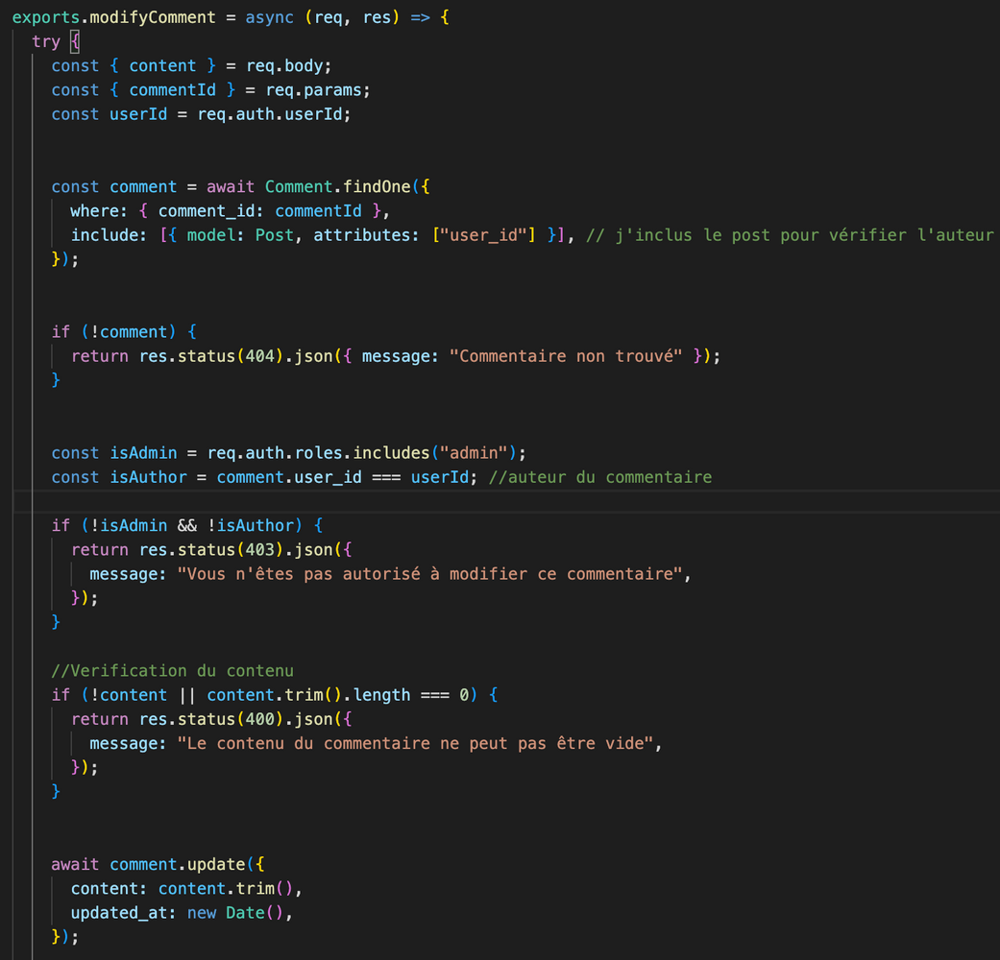 exports.modifyComment = async (req, res) => {
try {
const { content } = req.body;
const { commentId } = req.params;
const userId = req.auth.userId;
const comment = await Comment.findOne({
where: { comment_id: commentId },
include: [{ model: Post, attributes: ["user_id"] }], // j'inclus le post pour vérifier l'auteur
});
if (!comment) {
return res.status(404).json({ message: "Commentaire non trouvé" });
}
const isAdmin = req.auth.roles.includes("admin");
const isAuthor = comment.user_id === userId; //auteur du commentaire
if (!isAdmin && !isAuthor) {
return res.status(403).json({
message: "Vous n'êtes pas autorisé à modifier ce commentaire",
});
}
//Verification du contenu
if (!content || content.trim().length === 0) {
return res.status(400).json({
message: "Le contenu du commentaire ne peut pas être vide",
});
}
await comment.update({
content: content.trim(),
updated_at: new Date(),
});